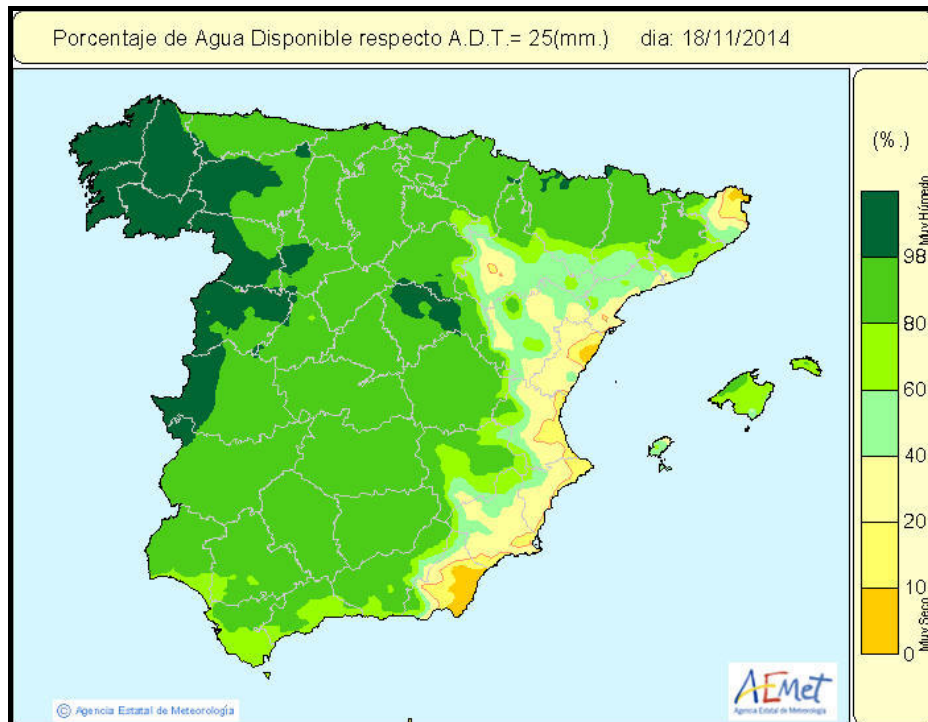 Porcentaje de Agua Disponible respecto A.D.T.= 25(mm.) dia: 18/11/2014
(%.)
Muy Húmedo
98
80
60
40
20
10
Muy Seco
0
AEMet
Agencia Estatal de Meteorología
© Agencia Estatal de Meteorología